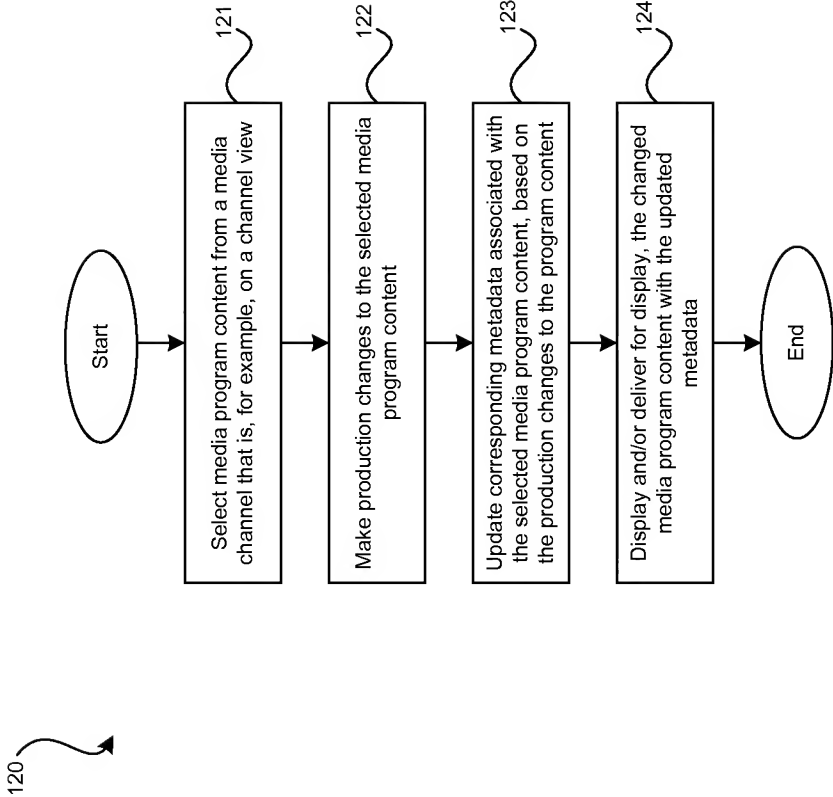 120
Start
Select media program content from a media
channel that is, for example, on a channel view
121
Make production changes to the selected media
program content
122
Update corresponding metadata associated with
the selected media program content, based on
the production changes to the program content
123
Display and/or deliver for display, the changed
media program content with the updated
metadata
124
End